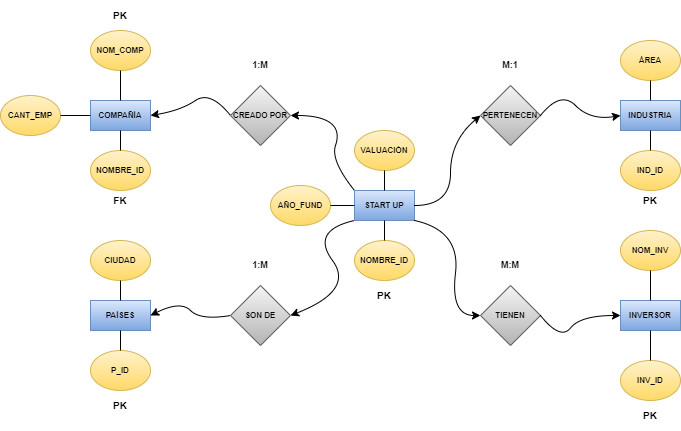 PK
NOM_COMP
1:M
M:1
ÁREA
CANT_EMP
COMPAÑÍA
CREADO POR
PERTENECEN
INDUSTRIA
VALUACIÓN
NOMBRE_ID
IND_ID
FK
PK
AÑO_FUND
START UP
CIUDAD
1:M
NOMBRE_ID
M:M
NOM_INV
PK
PAÍSES
SON DE
TIENEN
INVERSOR
P_ID
INV_ID
PK
PK